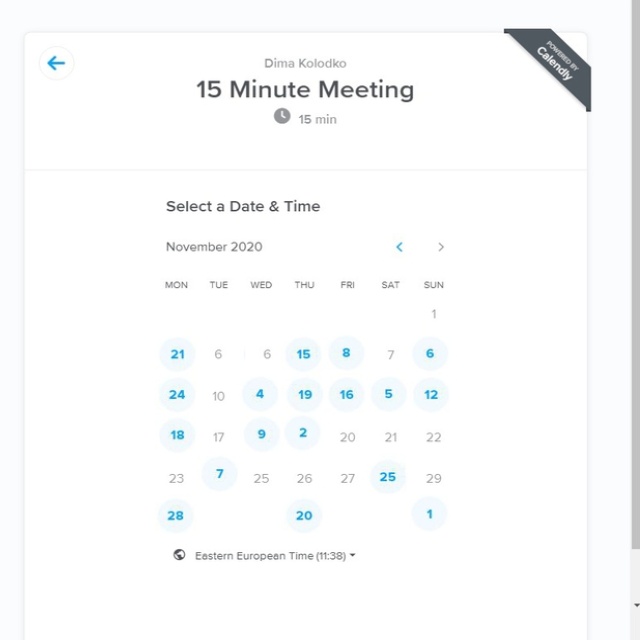 Dima Kolodko
15 Minute Meeting
15 min
POWERED BY
Calendly
Select a Date & Time
November 2020
MON TUE WED THU FRI SAT SUN
1
21 6 6 15 8 7 6
24 10 4 19 16 5 12
18 17 9 2 20 21 22
23 7 25 26 27 25 29
28 20 1
Eastern European Time (11:38)